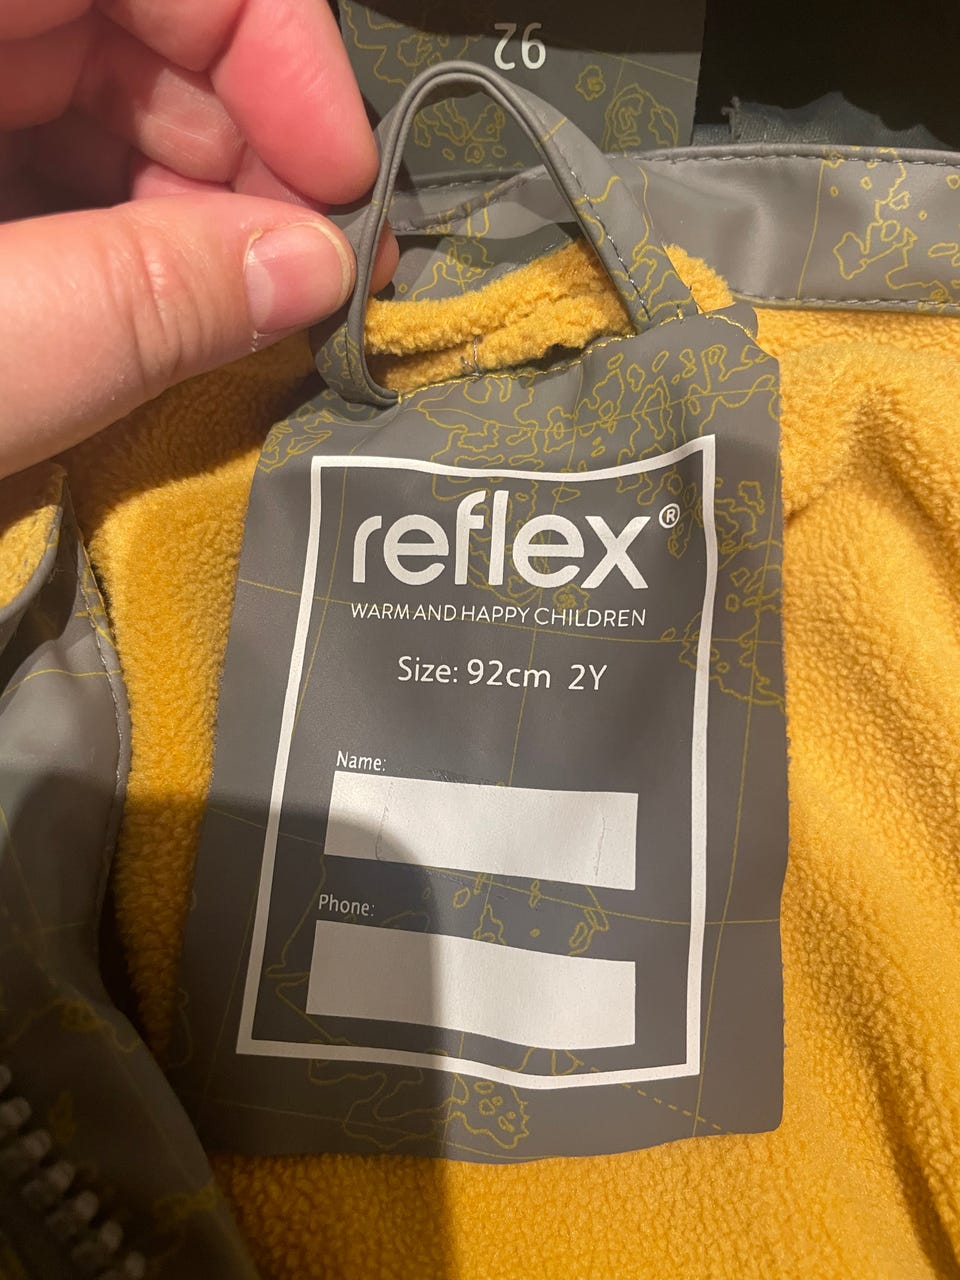 92
reflex®
WARM AND HAPPY CHILDREN
Size: 92cm 2Y
Name:
Phone: